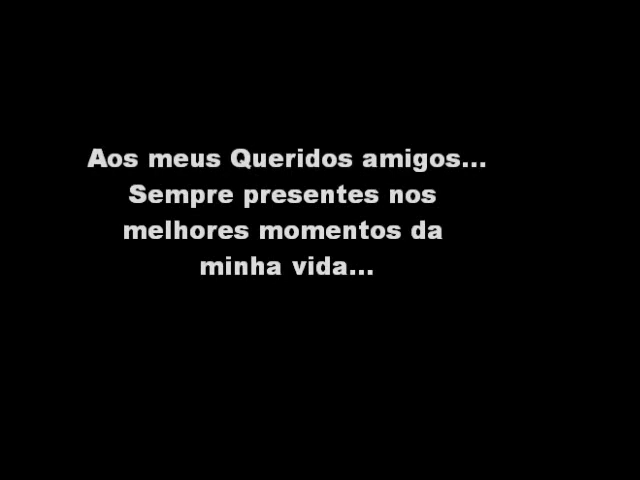 Aos meus Queridos amigos...
Sempre presentes nos
melhores momentos da
minha vida...